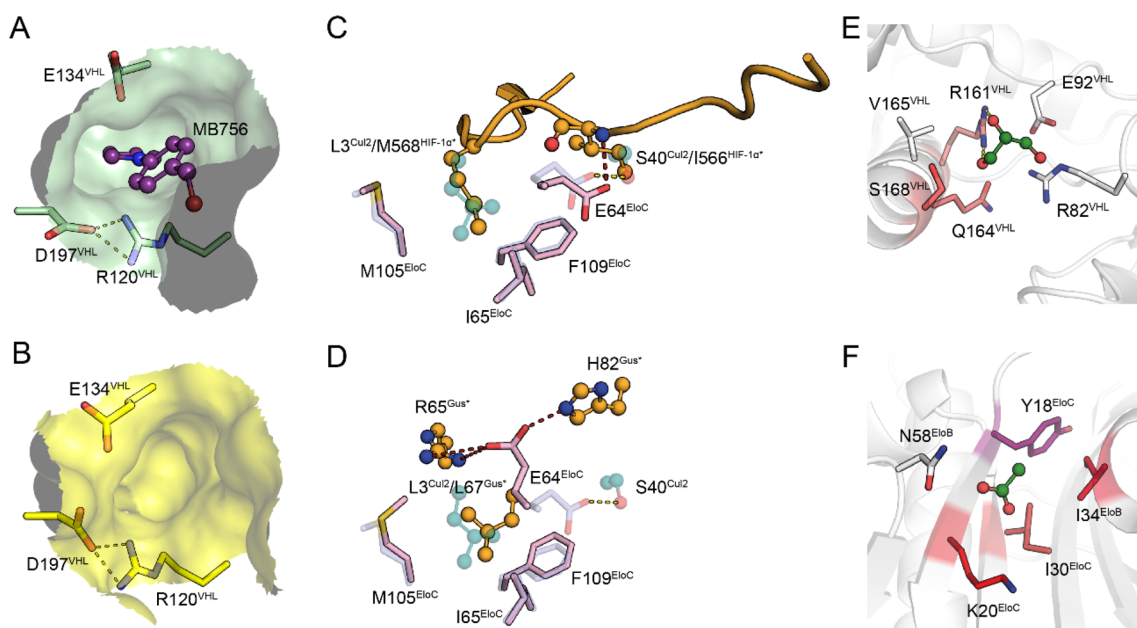 A
E134VHL
MB756
D197VHL
R120VHL
B
E134VHL
D197VHL
R120VHL
C
L3Cul2/M568HIF-1α*
S40Cul2/I566HIF-1α*
E64EloC
M105EloC
F109EloC
I65EloC
D
H82Gus*
R65Gus*
E64EloC
L3Cul2/L67Gus*
S40Cul2
M105EloC
F109EloC
I65EloC
E
R161VHL
E92VHL
V165VHL
S168VHL
R82VHL
Q164VHL
F
Y18EloC
N58EloB
I34EloB
I30EloC
K20EloC